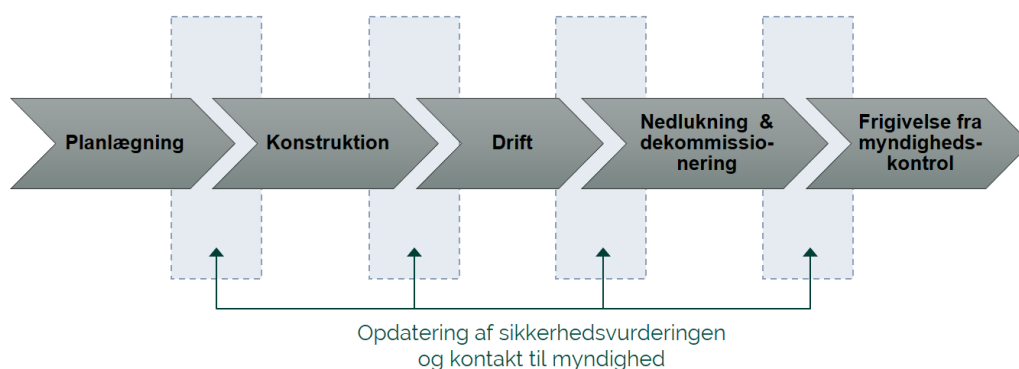 Planlægning
Konstruktion
Drift
Nedlukning & 
dekommissio-
nering
Frigivelse fra
myndigheds-
kontrol
Opdatering af sikkerhedsvurderingen
og kontakt til myndighed